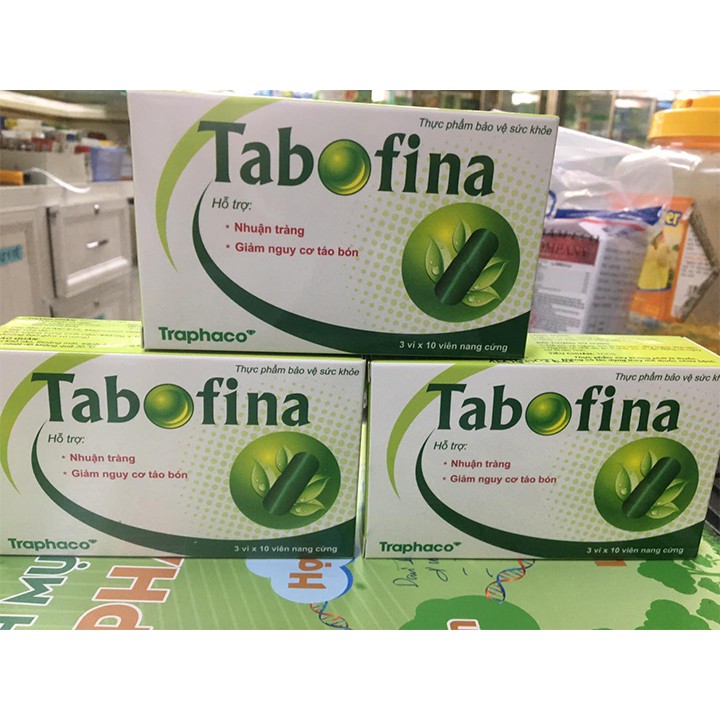 Thực phẩm bảo vệ sức khỏe
Tabofina
Hỗ trợ:
• Nhuận tràng
• Giảm nguy cơ táo bón
Traphaco
3 vỉ x 10 viên nang cứng
Thực phẩm bảo vệ sức khỏe
Tabofina
Hỗ trợ:
• Nhuận tràng
• Giảm nguy cơ táo bón
Traphaco
3 vỉ x 10 viên nang cứng
Thực phẩm bảo vệ sức khỏe
Tabofina
Hỗ trợ:
• Nhuận tràng
• Giảm nguy cơ táo bón
Traphaco
3 vỉ x 10 viên nang cứng